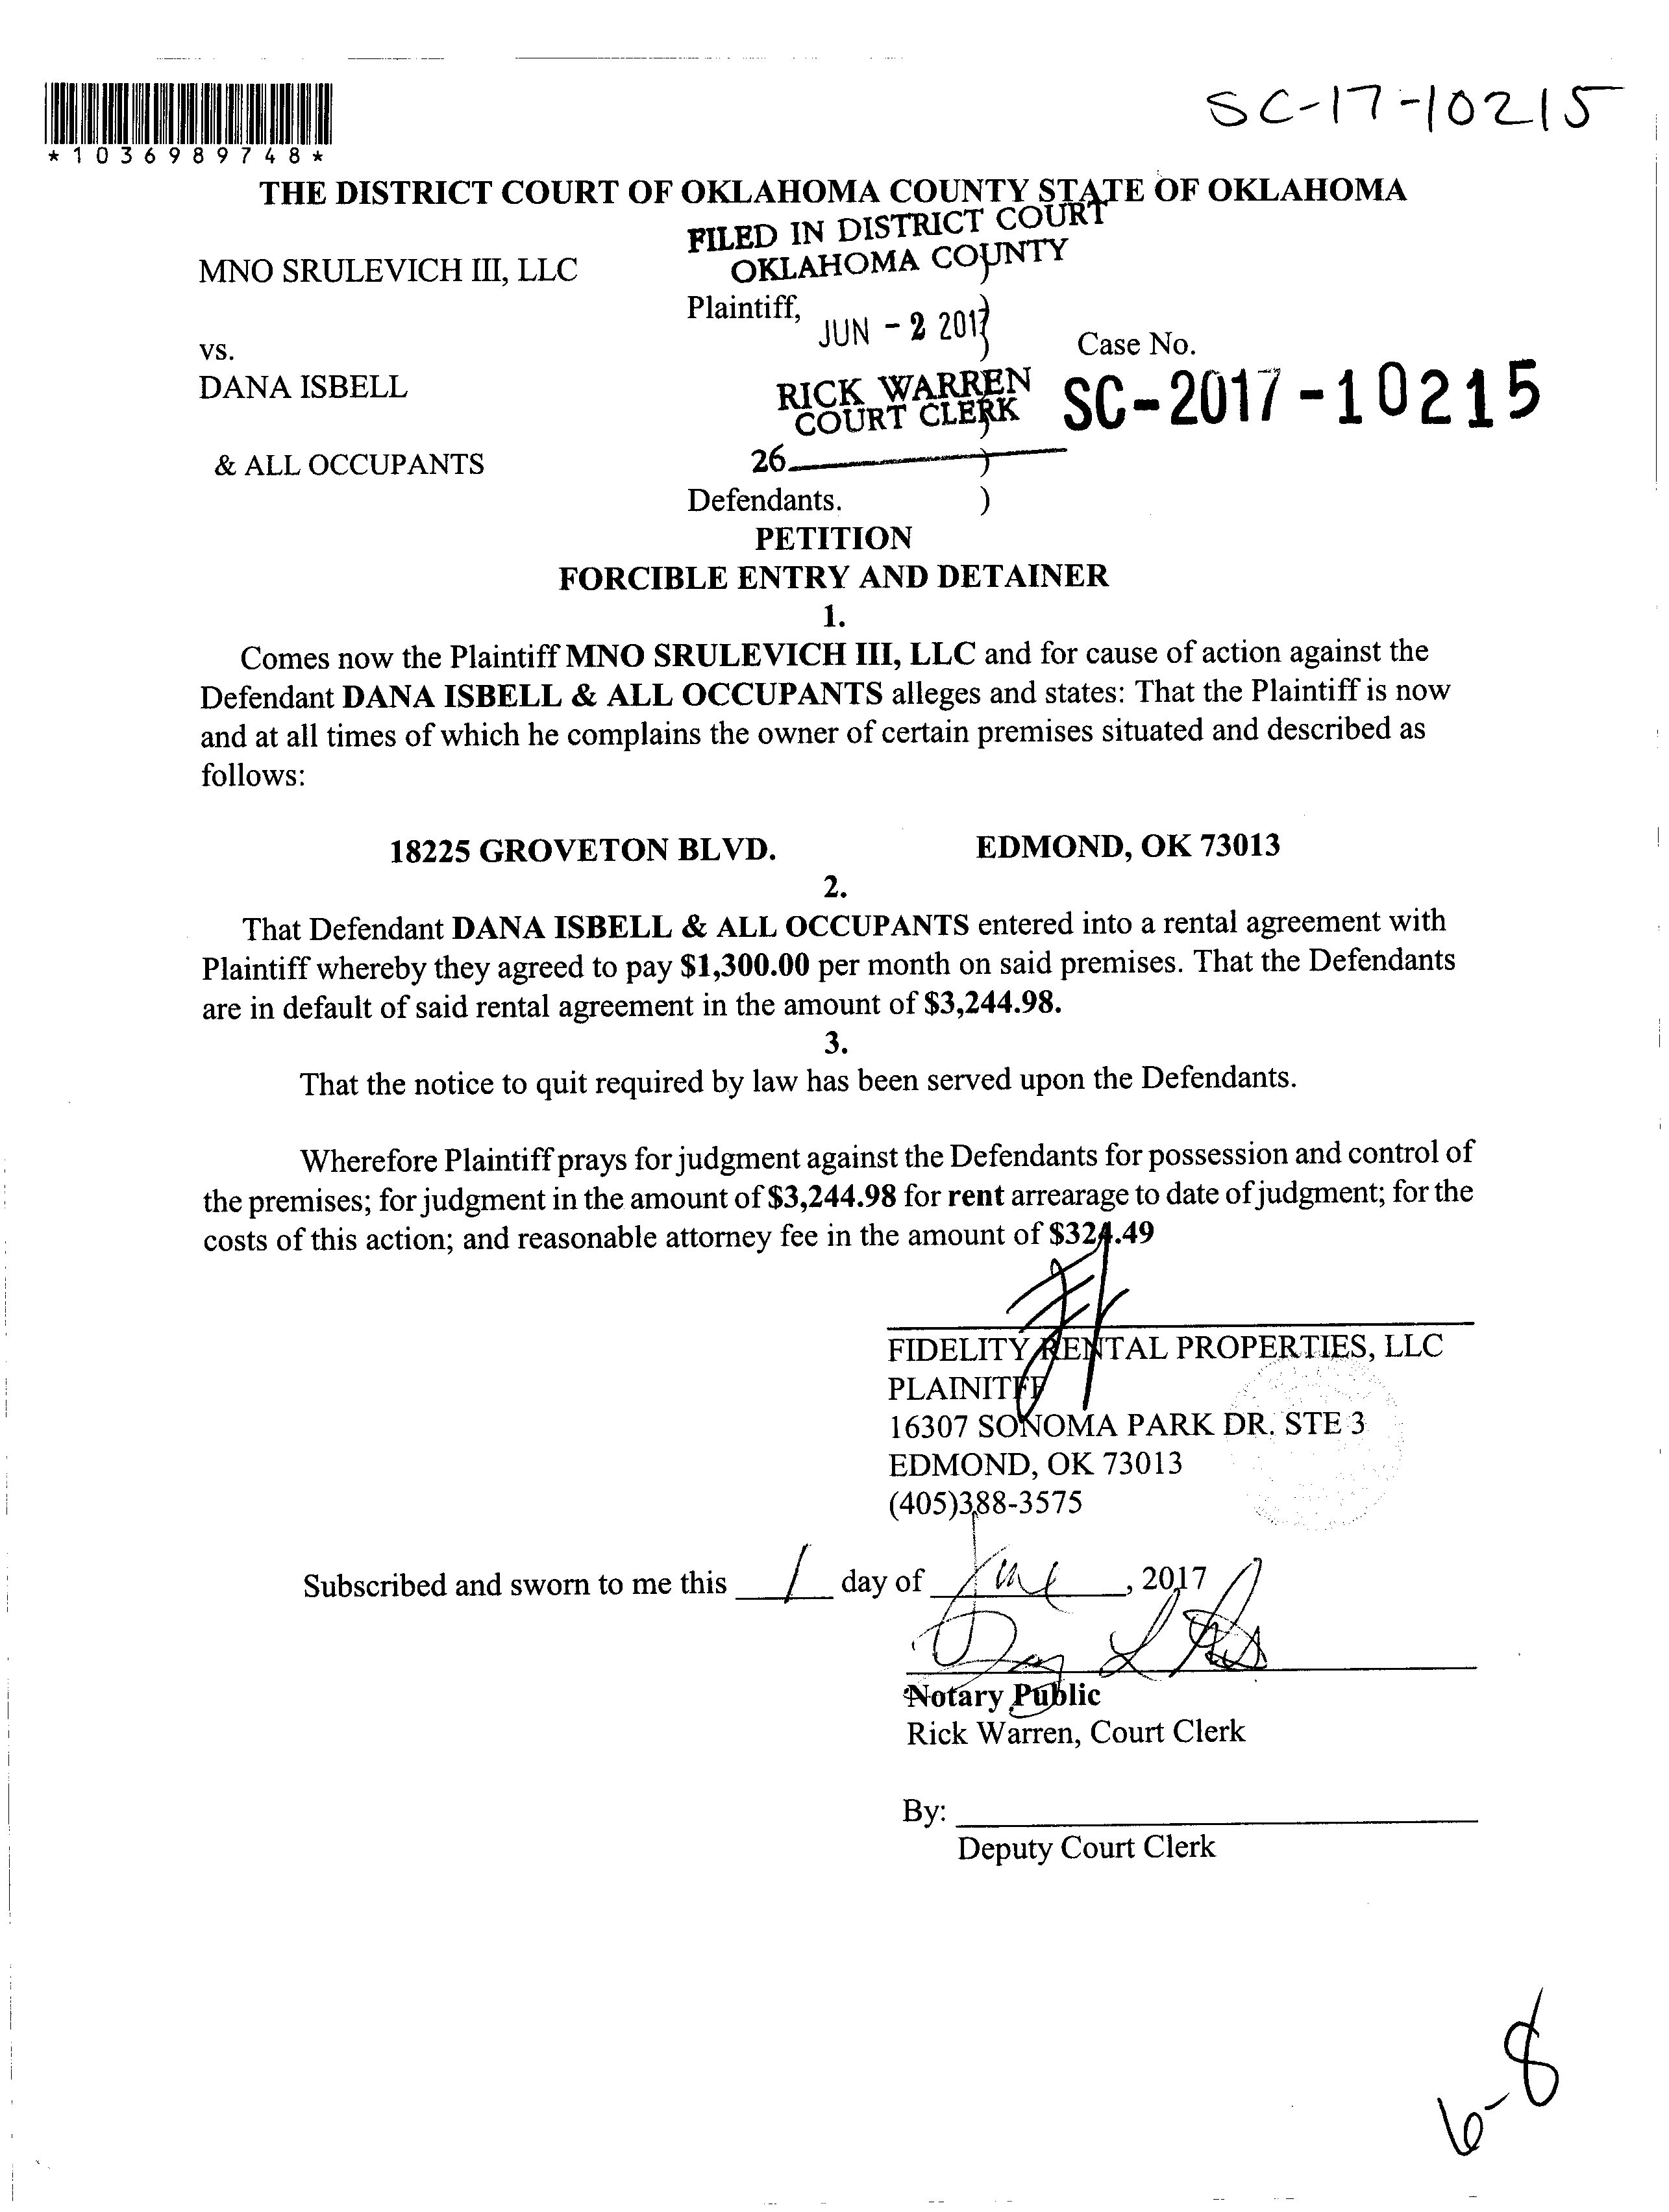 SC-17-10215
*1036989748*
THE DISTRICT COURT OF OKLAHOMA COUNTY STATE OF OKLAHOMA
FILED IN DISTRICT COURT
OKLAHOMA COUNTY
MNO SRULEVICH III, LLC )
Plaintiff, )
JUN - 2 2017
vs. ) Case No.
DANA ISBELL
RICK WARREN
COURT CLERK
SC-2017-10215
& ALL OCCUPANTS 26 )
Defendants. )
PETITION
FORCIBLE ENTRY AND DETAINER
1.
Comes now the Plaintiff MNO SRULEVICH III, LLC and for cause of action against the
Defendant DANA ISBELL & ALL OCCUPANTS alleges and states: That the Plaintiff is now
and at all times of which he complains the owner of certain premises situated and described as
follows:
18225 GROVETON BLVD. EDMOND, OK 73013
2.
That Defendant DANA ISBELL & ALL OCCUPANTS entered into a rental agreement with
Plaintiff whereby they agreed to pay $1,300.00 per month on said premises. That the Defendants
are in default of said rental agreement in the amount of $3,244.98.
3.
That the notice to quit required by law has been served upon the Defendants.
Wherefore Plaintiff prays for judgment against the Defendants for possession and control of
the premises; for judgment in the amount of $3,244.98 for rent arrearage to date of judgment; for the
costs of this action; and reasonable attorney fee in the amount of $324.49
FIDELITY RENTAL PROPERTIES, LLC
PLAINITFF
16307 SONOMA PARK DR. STE 3
EDMOND, OK 73013
(405)388-3575
Subscribed and sworn to me this 1 day of June, 2017
Notary Public
Rick Warren, Court Clerk
By:
Deputy Court Clerk
6-8